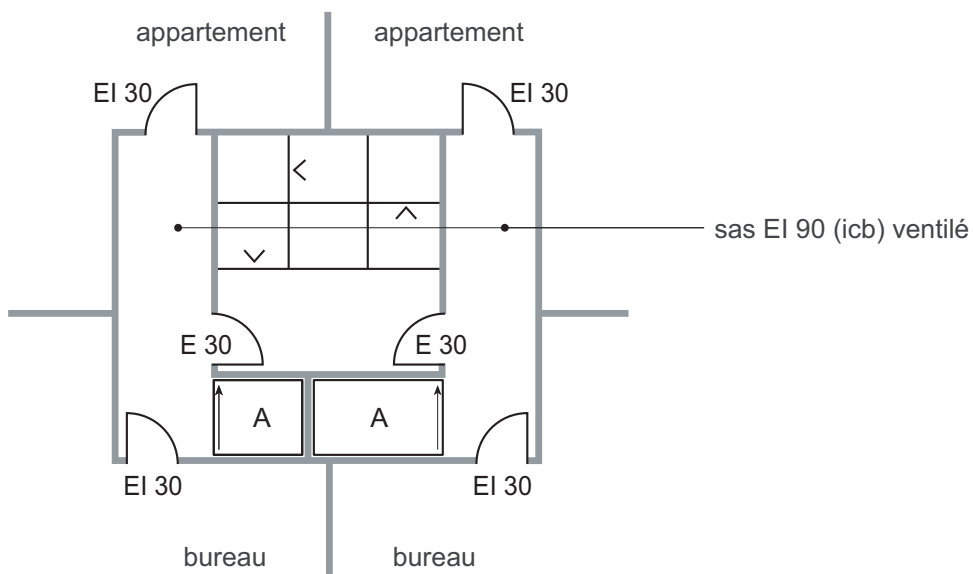 appartement appartement
EI 30 EI 30
sas EI 90 (icb) ventilé
E 30 E 30
A A
EI 30 EI 30
bureau bureau